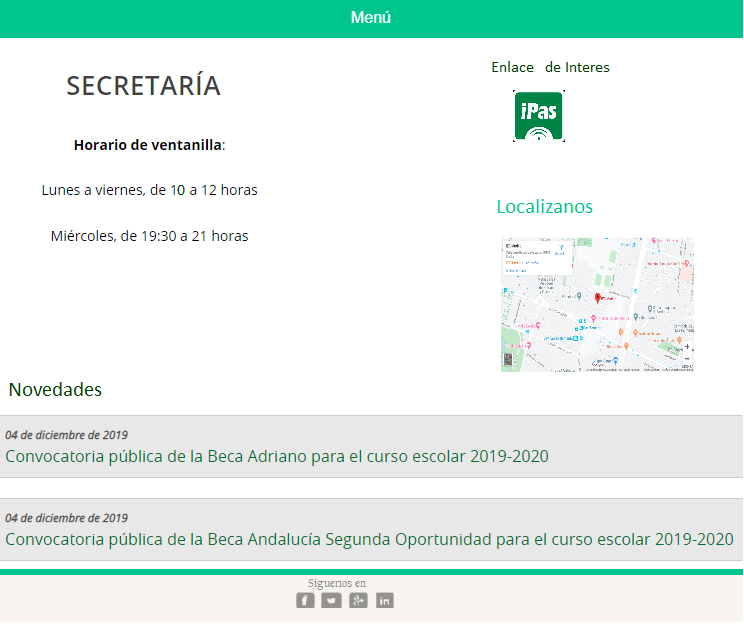 Menú
SECRETARÍA
Horario de ventanilla:
Lunes a viernes, de 10 a 12 horas
Miércoles, de 19:30 a 21 horas
Enlace de Interes
iPas
Localizanos
Novedades
04 de diciembre de 2019
Convocatoria pública de la Beca Adriano para el curso escolar 2019-2020
04 de diciembre de 2019
Convocatoria pública de la Beca Andalucía Segunda Oportunidad para el curso escolar 2019-2020
Síguenos en